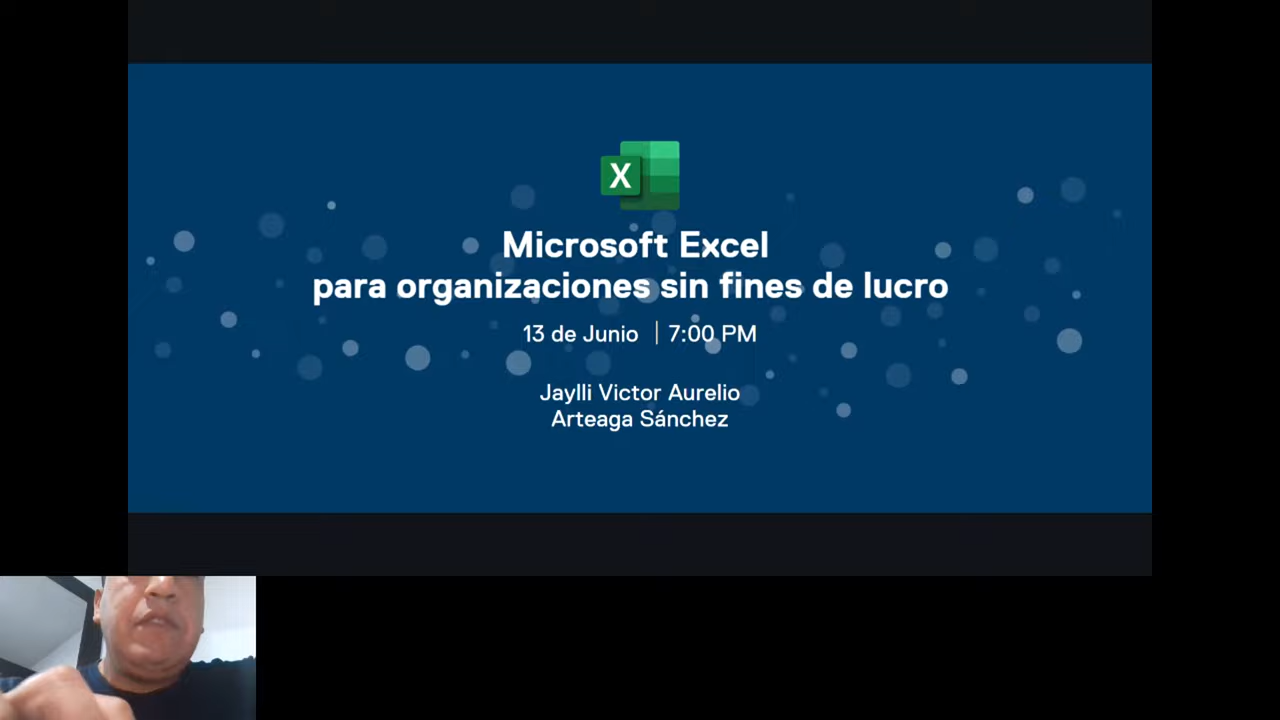 X
Microsoft Excel
para organizaciones sin fines de lucro
13 de Junio | 7:00 PM
Jaylli Victor Aurelio
Arteaga Sánchez